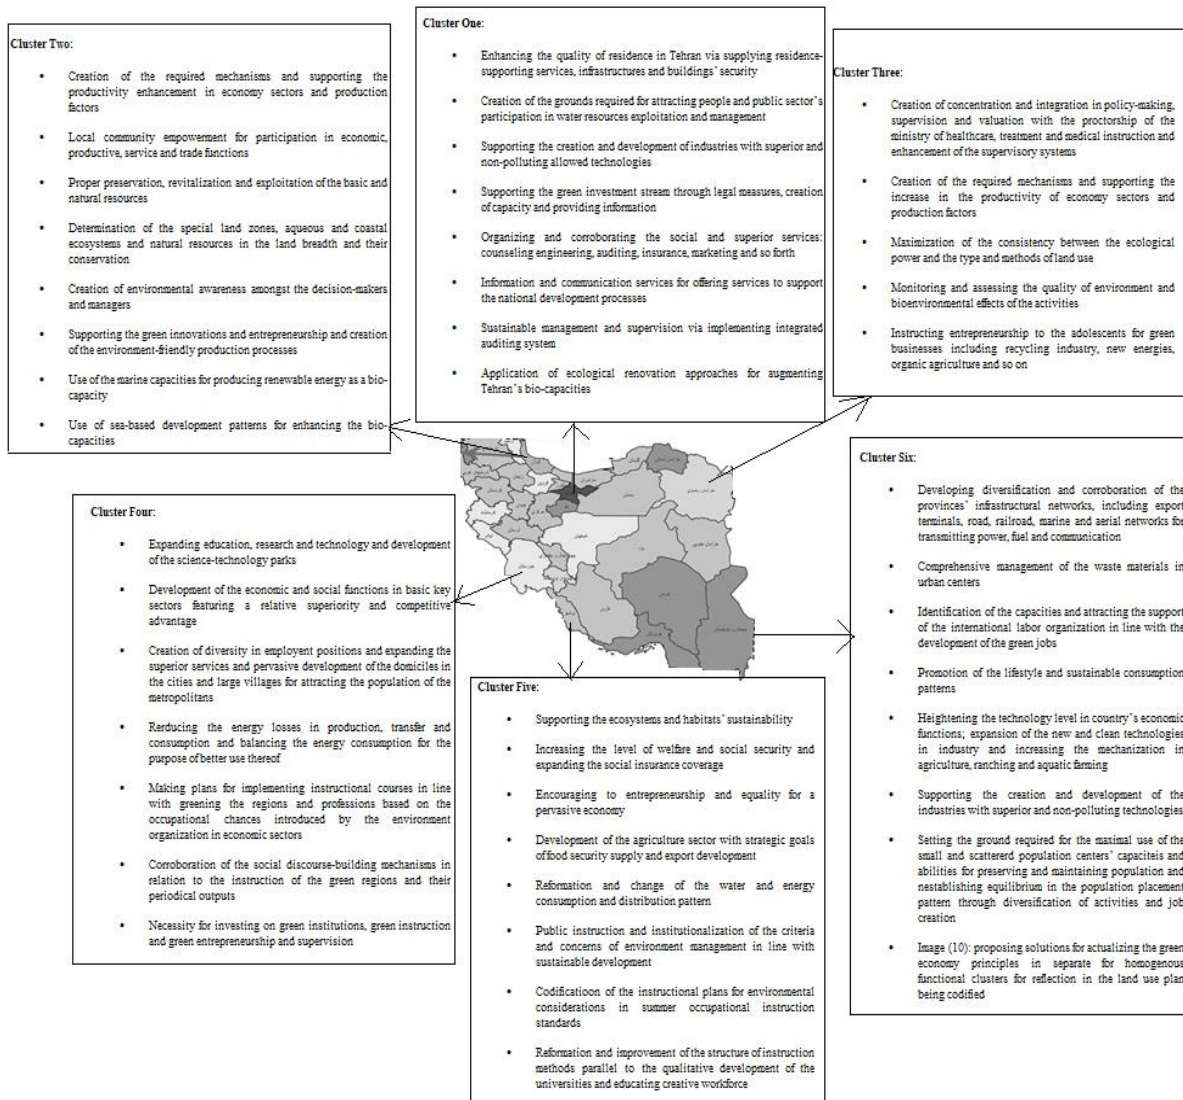 Cluster One:
• Enhancing the quality of residence in Tehran via supplying residence-
supporting services, infrastructures and buildings' security
• Creation of the grounds required for attracting people and public sector's
participation in water resources exploitation and management
• Supporting the creation and development of industries with superior and
non-polluting allowed technologies
• Supporting the green investment stream through legal measures, creation
of capacity and providing information
• Organizing and corroborating the social and superior services:
counseling engineering, auditing, insurance, marketing and so forth
• Information and communication services for offering services to support
the national development processes
• Sustainable management and supervision via implementing integrated
auditing system
• Application of ecological renovation approaches for augmenting
Tehran's bio-capacities
Cluster Two:
• Creation of the required mechanisms and supporting the
productivity enhancement in economy sectors and production
factors
• Local community empowerment for participation in economic,
productive, service and trade functions
• Proper preservation, revitalization and exploitation of the basic and
natural resources
• Determination of the special land zones, aqueous and coastal
ecosystems and natural resources in the land breadth and their
conservation
• Creation of environmental awareness amongst the decision-makers
and managers
• Supporting the green innovations and entrepreneurship and creation
of the environment-friendly production processes
• Use of the marine capacities for producing renewable energy as a bio-
capacity
• Use of sea-based development patterns for enhancing the bio-
capacities
Cluster Three:
• Creation of concentration and integration in policy-making,
supervision and valuation with the proctorship of the
ministry of healthcare, treatment and medical instruction and
enhancement of the supervisory systems
• Creation of the required mechanisms and supporting the
increase in the productivity of economy sectors and
production factors
• Maximization of the consistency between the ecological
power and the type and methods of land use
• Monitoring and assessing the quality of environment and
bioenvironmental effects of the activities
• Instructing entrepreneurship to the adolescents for green
businesses including recycling industry, new energies,
organic agriculture and so on
Cluster Four:
• Expanding education, research and technology and development
of the science-technology parks
• Development of the economic and social functions in basic key
sectors featuring a relative superiority and competitive
advantage
• Creation of diversity in employent positions and expanding the
superior services and pervasive development of the domiciles in
the cities and large villages for attracting the population of the
metropolitans
• Rerducing the energy losses in production, transfer and
consumption and balancing the energy consumption for the
purpose of better use thereof
• Making plans for implementing instructional courses in line
with greening the regions and professions based on the
occupational chances introduced by the environment
organization in economic sectors
• Corroboration of the social discourse-building mechanisms in
relation to the instruction of the green regions and their
periodical outputs
• Necessity for investing on green institutions, green instruction
and green entrepreneurship and supervision
Cluster Five:
• Supporting the ecosystems and habitats' sustainability
• Increasing the level of welfare and social security and
expanding the social insurance coverage
• Encouraging to entrepreneurship and equality for a
pervasive economy
• Development of the agriculture sector with strategic goals
of food security supply and export development
• Reformation and change of the water and energy
consumption and distribution pattern
• Public instruction and institutionalization of the criteria
and concerns of environment management in line with
sustainable development
• Codificatioon of the instructional plans for environmental
considerations in summer occupational instruction
standards
• Reformation and improvement of the structure of instruction
methods parallel to the qualitative development of the
universities and educating creative workforce
Cluster Six:
• Developing diversification and corroboration of the
provinces' infrastructural networks, including export
terminals, road, railroad, marine and aerial networks for
transmitting power, fuel and communication
• Comprehensive management of the waste materials in
urban centers
• Identification of the capacities and attracting the support
of the international labor organization in line with the
development of the green jobs
• Promotion of the lifestyle and sustainable consumption
patterns
• Heightening the technology level in country's economic
functions; expansion of the new and clean technologies
in industry and increasing the mechanization in
agriculture, ranching and aquatic farming
• Supporting the creation and development of the
industries with superior and non-polluting technologies
• Setting the ground required for the maximal use of the
small and scattered population centers' capaciteis and
abilities for preserving and maintaining population and
nestablishing equilibrium in the population placement
pattern through diversification of activities and job
creation
• Image (10): proposing solutions for actualizing the green
economy principles in separate for homogenous
functional clusters for reflection in the land use plan
being codified